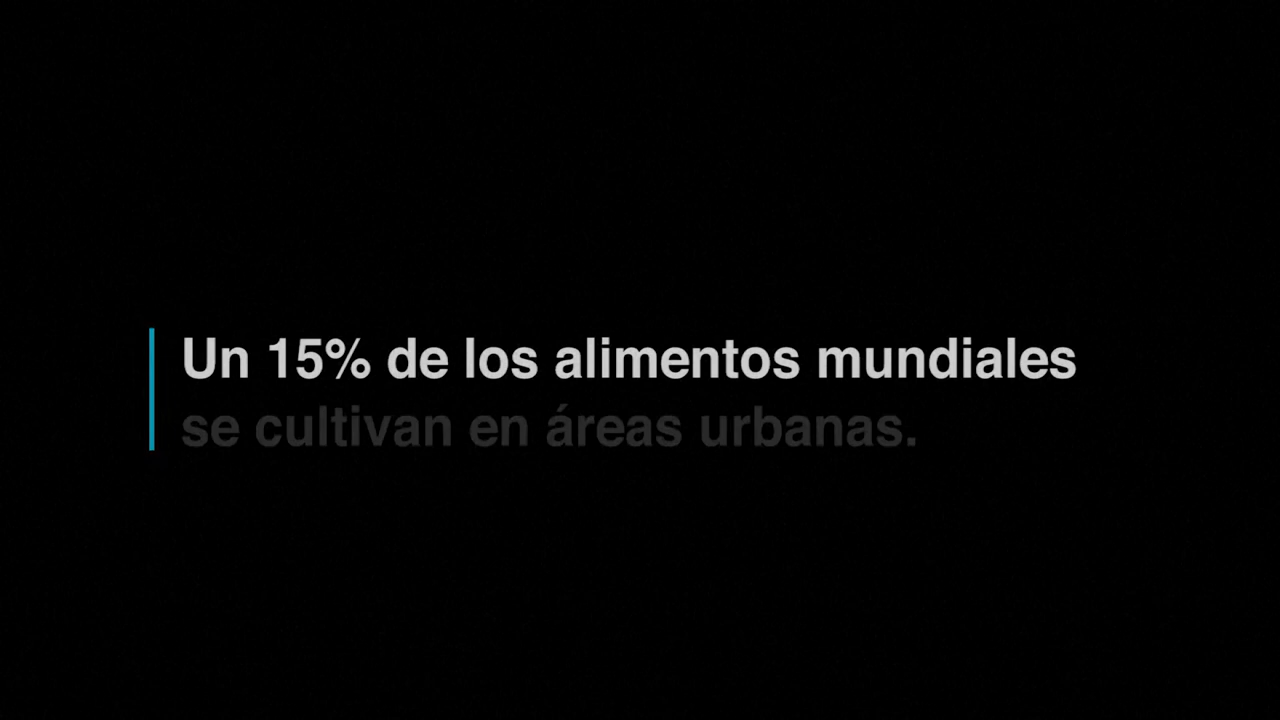 Un 15% de los alimentos mundiales
se cultivan en áreas urbanas.